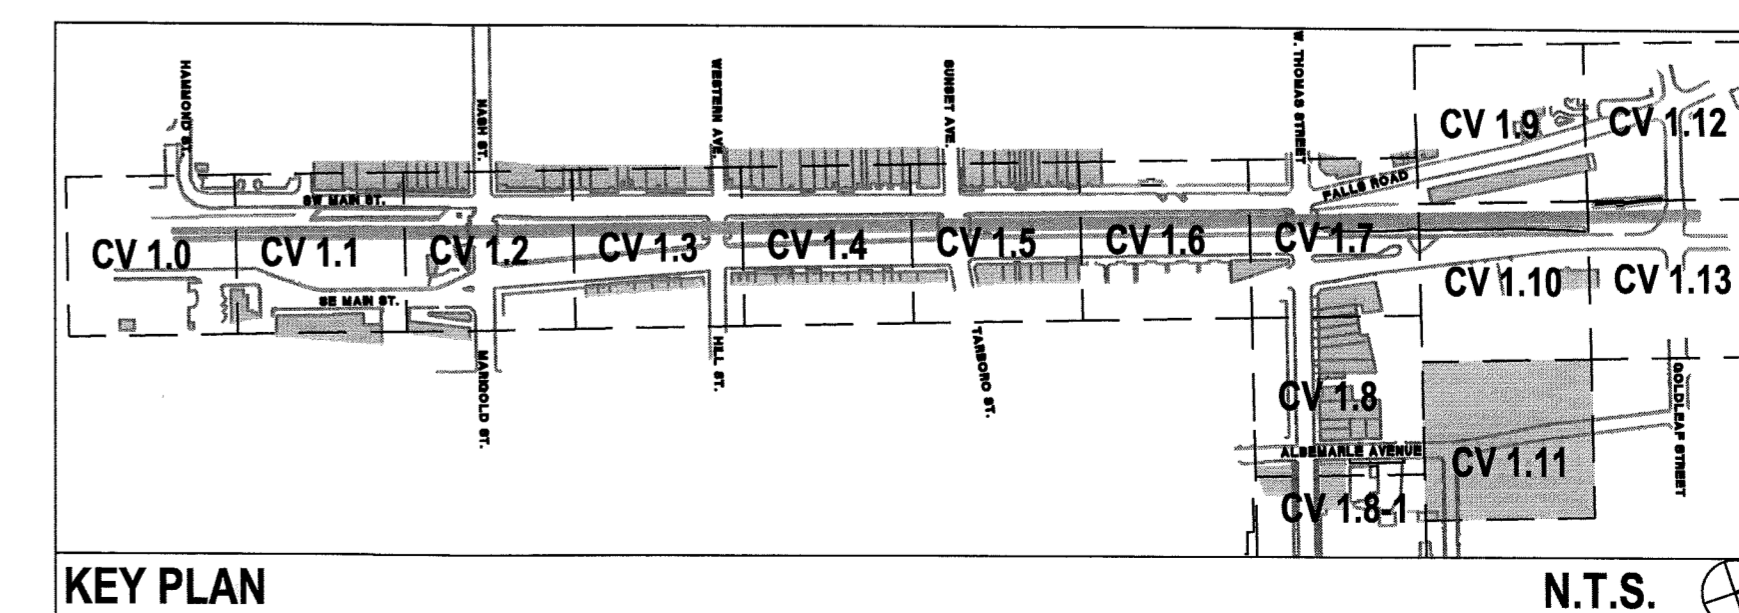 HAMMOND ST.
NASH ST.
WESTERN AVE.
SUNSET AVE.
W. THOMAS STREET
CV 1.9
CV 1.12
FALLS ROAD
SW MAIN ST.
CV 1.0
CV 1.1
CV 1.2
CV 1.3
CV 1.4
CV 1.5
CV 1.6
CV 1.7
CV 1.10
CV 1.13
SE MAIN ST.
MARIGOLD ST.
HILL ST.
TARBORO ST.
GOLDLEAF STREET
CV 1.8
ALBEMARLE AVENUE
CV 1.11
CV 1.8-1
KEY PLAN
N.T.S.